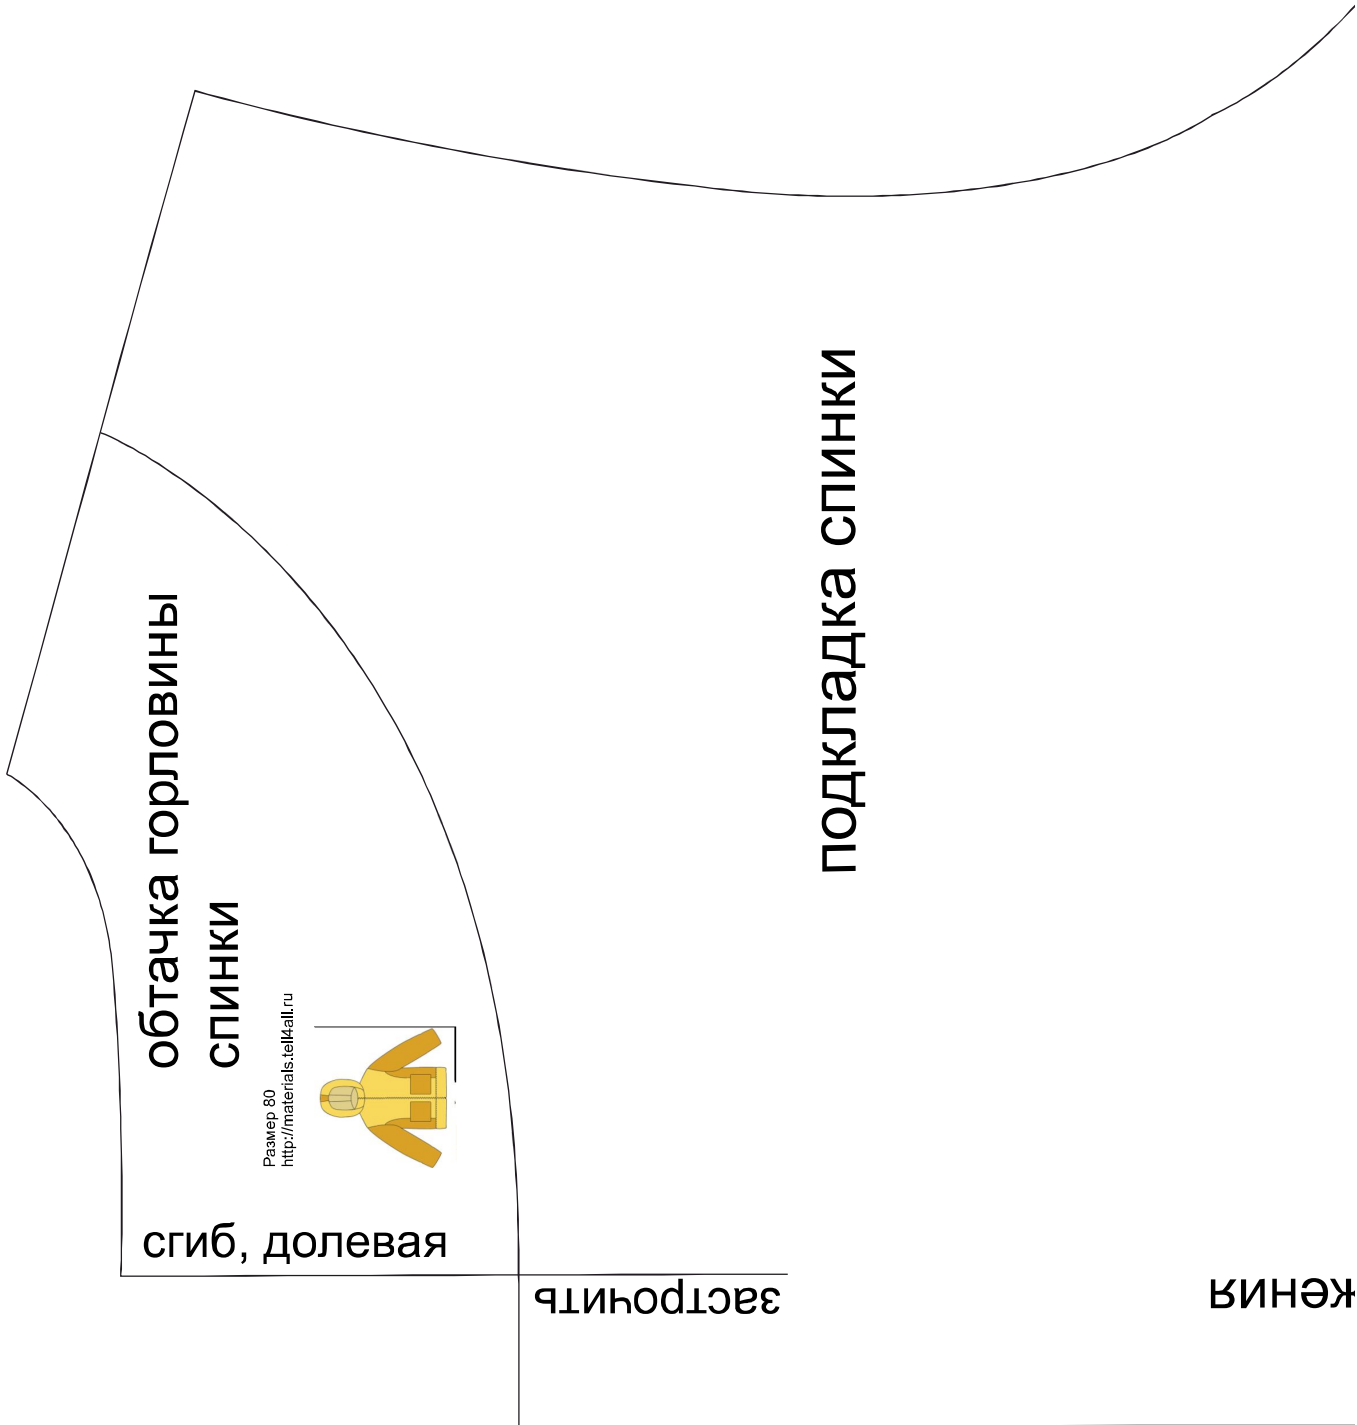 обтачка горловины
спинки
Размер 80
http://materials.tell4all.ru
сгиб, долевая
подкладка спинки
застрочить
жения